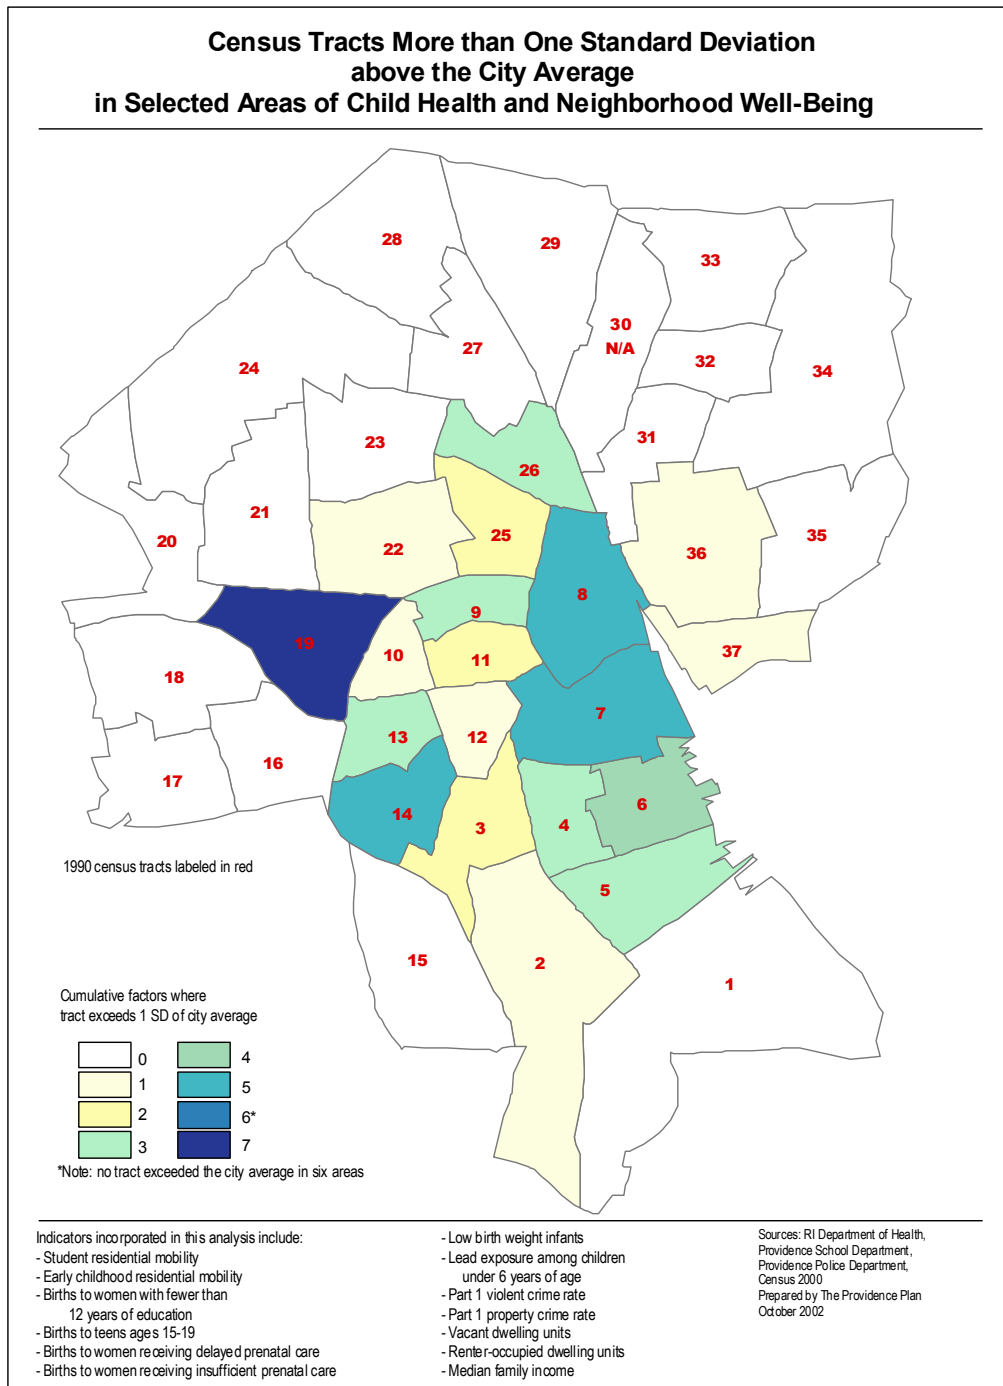 Census Tracts More than One Standard Deviation
above the City Average
in Selected Areas of Child Health and Neighborhood Well-Being
28
29
33
30
N/A
27
32
24
34
31
23
26
21
25
35
20
22
36
8
9
19
10
11
37
18
7
13
12
16
17
6
14
3
4
1990 census tracts labeled in red
5
15
2
1
Cumulative factors where
tract exceeds 1 SD of city average
0
4
1
5
2
6*
3
7
*Note: no tract exceeded the city average in six areas
Indicators incorporated in this analysis include:
- Student residential mobility
- Early childhood residential mobility
- Births to women with fewer than
12 years of education
- Births to teens ages 15-19
- Births to women receiving delayed prenatal care
- Births to women receiving insufficient prenatal care
- Low birth weight infants
- Lead exposure among children
under 6 years of age
- Part 1 violent crime rate
- Part 1 property crime rate
- Vacant dwelling units
- Renter-occupied dwelling units
- Median family income
Sources: RI Department of Health,
Providence School Department,
Providence Police Department,
Census 2000
Prepared by The Providence Plan
October 2002